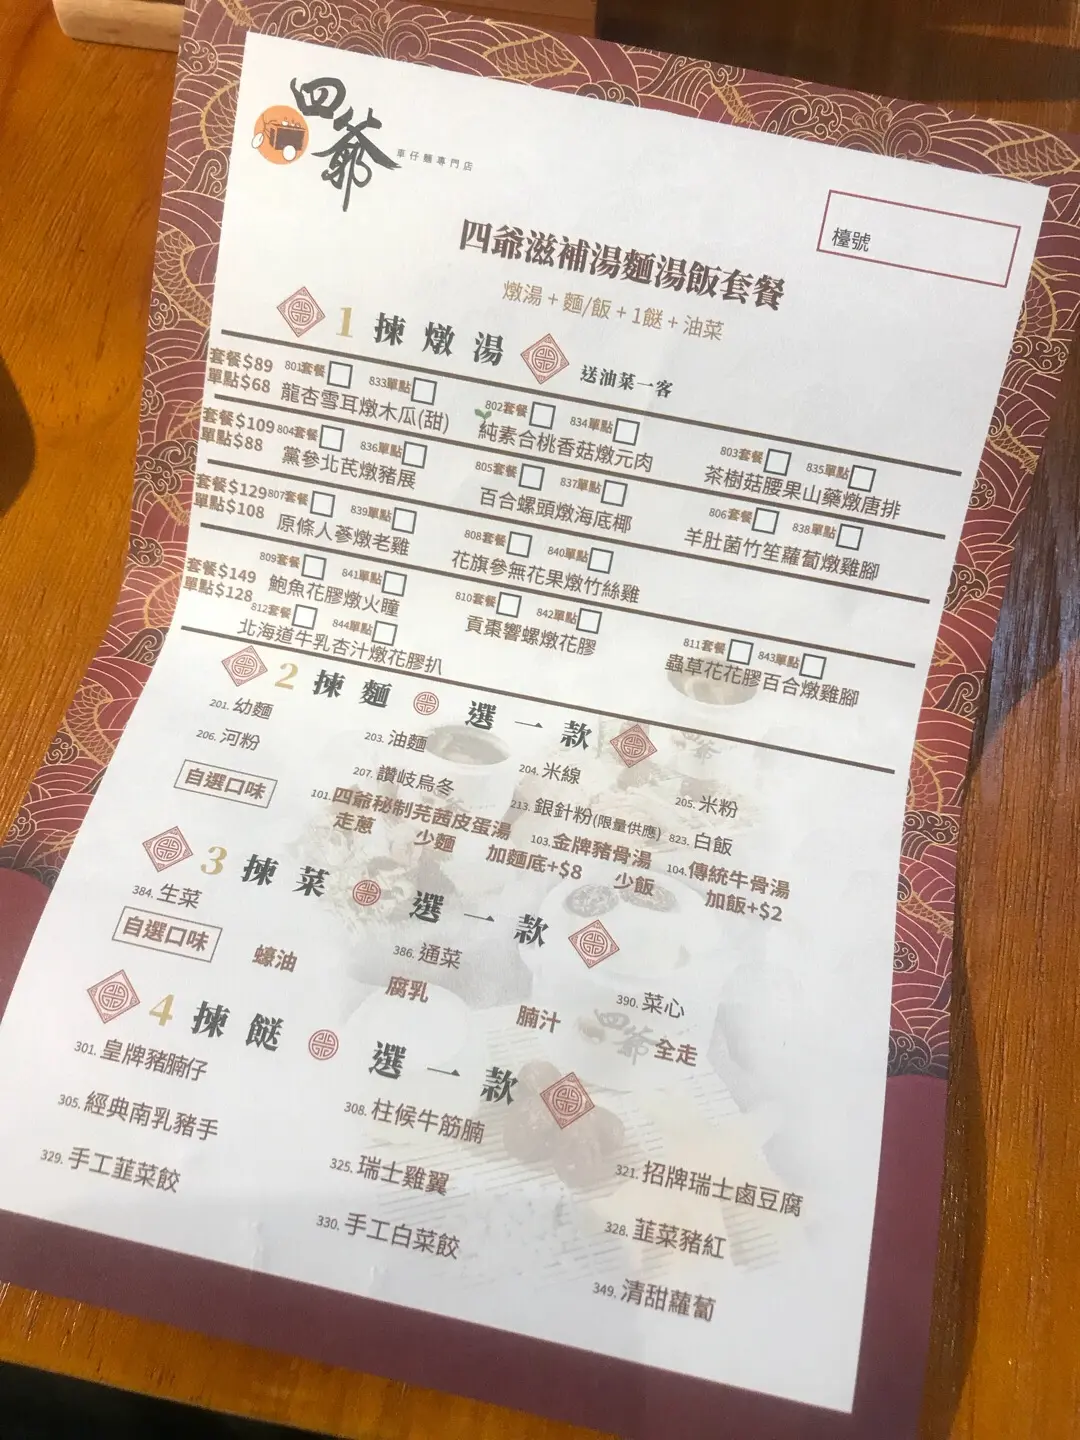 四爺
車仔麵專門店
檯號
四爺滋補湯麵湯飯套餐
燉湯 + 麵/飯 + 1餸 + 油菜
1 揀燉湯 送油菜一客
套餐$89 801套餐 833單點 802套餐 834單點 803套餐 835單點
單點$68 龍杏雪耳燉木瓜(甜) 純素合桃香菇燉元肉 茶樹菇腰果山藥燉唐排
套餐$109 804套餐 836單點 805套餐 837單點 806套餐 838單點
單點$88 黨參北芪燉豬展 百合螺頭燉海底椰 羊肚菌竹笙蘿蔔燉雞腳
套餐$129 807套餐 839單點 808套餐 840單點
單點$108 原條人蔘燉老雞 花旗參無花果燉竹絲雞
套餐$149 809套餐 841單點 810套餐 842單點 811套餐 843單點
單點$128 鮑魚花膠燉火瞳 貢棗響螺燉花膠 蟲草花花膠百合燉雞腳
812套餐 844單點
北海道牛乳杏汁燉花膠扒
2 揀麵 選一款
201. 幼麵 203. 油麵 204. 米線 205. 米粉
206. 河粉 207. 讚岐烏冬 213. 銀針粉(限量供應) 823. 白飯
自選口味 101. 四爺秘制芫茜皮蛋湯 103. 金牌豬骨湯 104. 傳統牛骨湯
走蔥 少麵 加麵底+$8 少飯 加飯+$2
3 揀菜 選一款
384. 生菜 386. 通菜 390. 菜心
自選口味 蠔油 腐乳 腩汁 全走
4 揀餸 選一款
301. 皇牌豬腩仔 308. 柱候牛筋腩 321. 招牌瑞士鹵豆腐
305. 經典南乳豬手 325. 瑞士雞翼 328. 韮菜豬紅
329. 手工韮菜餃 330. 手工白菜餃 349. 清甜蘿蔔